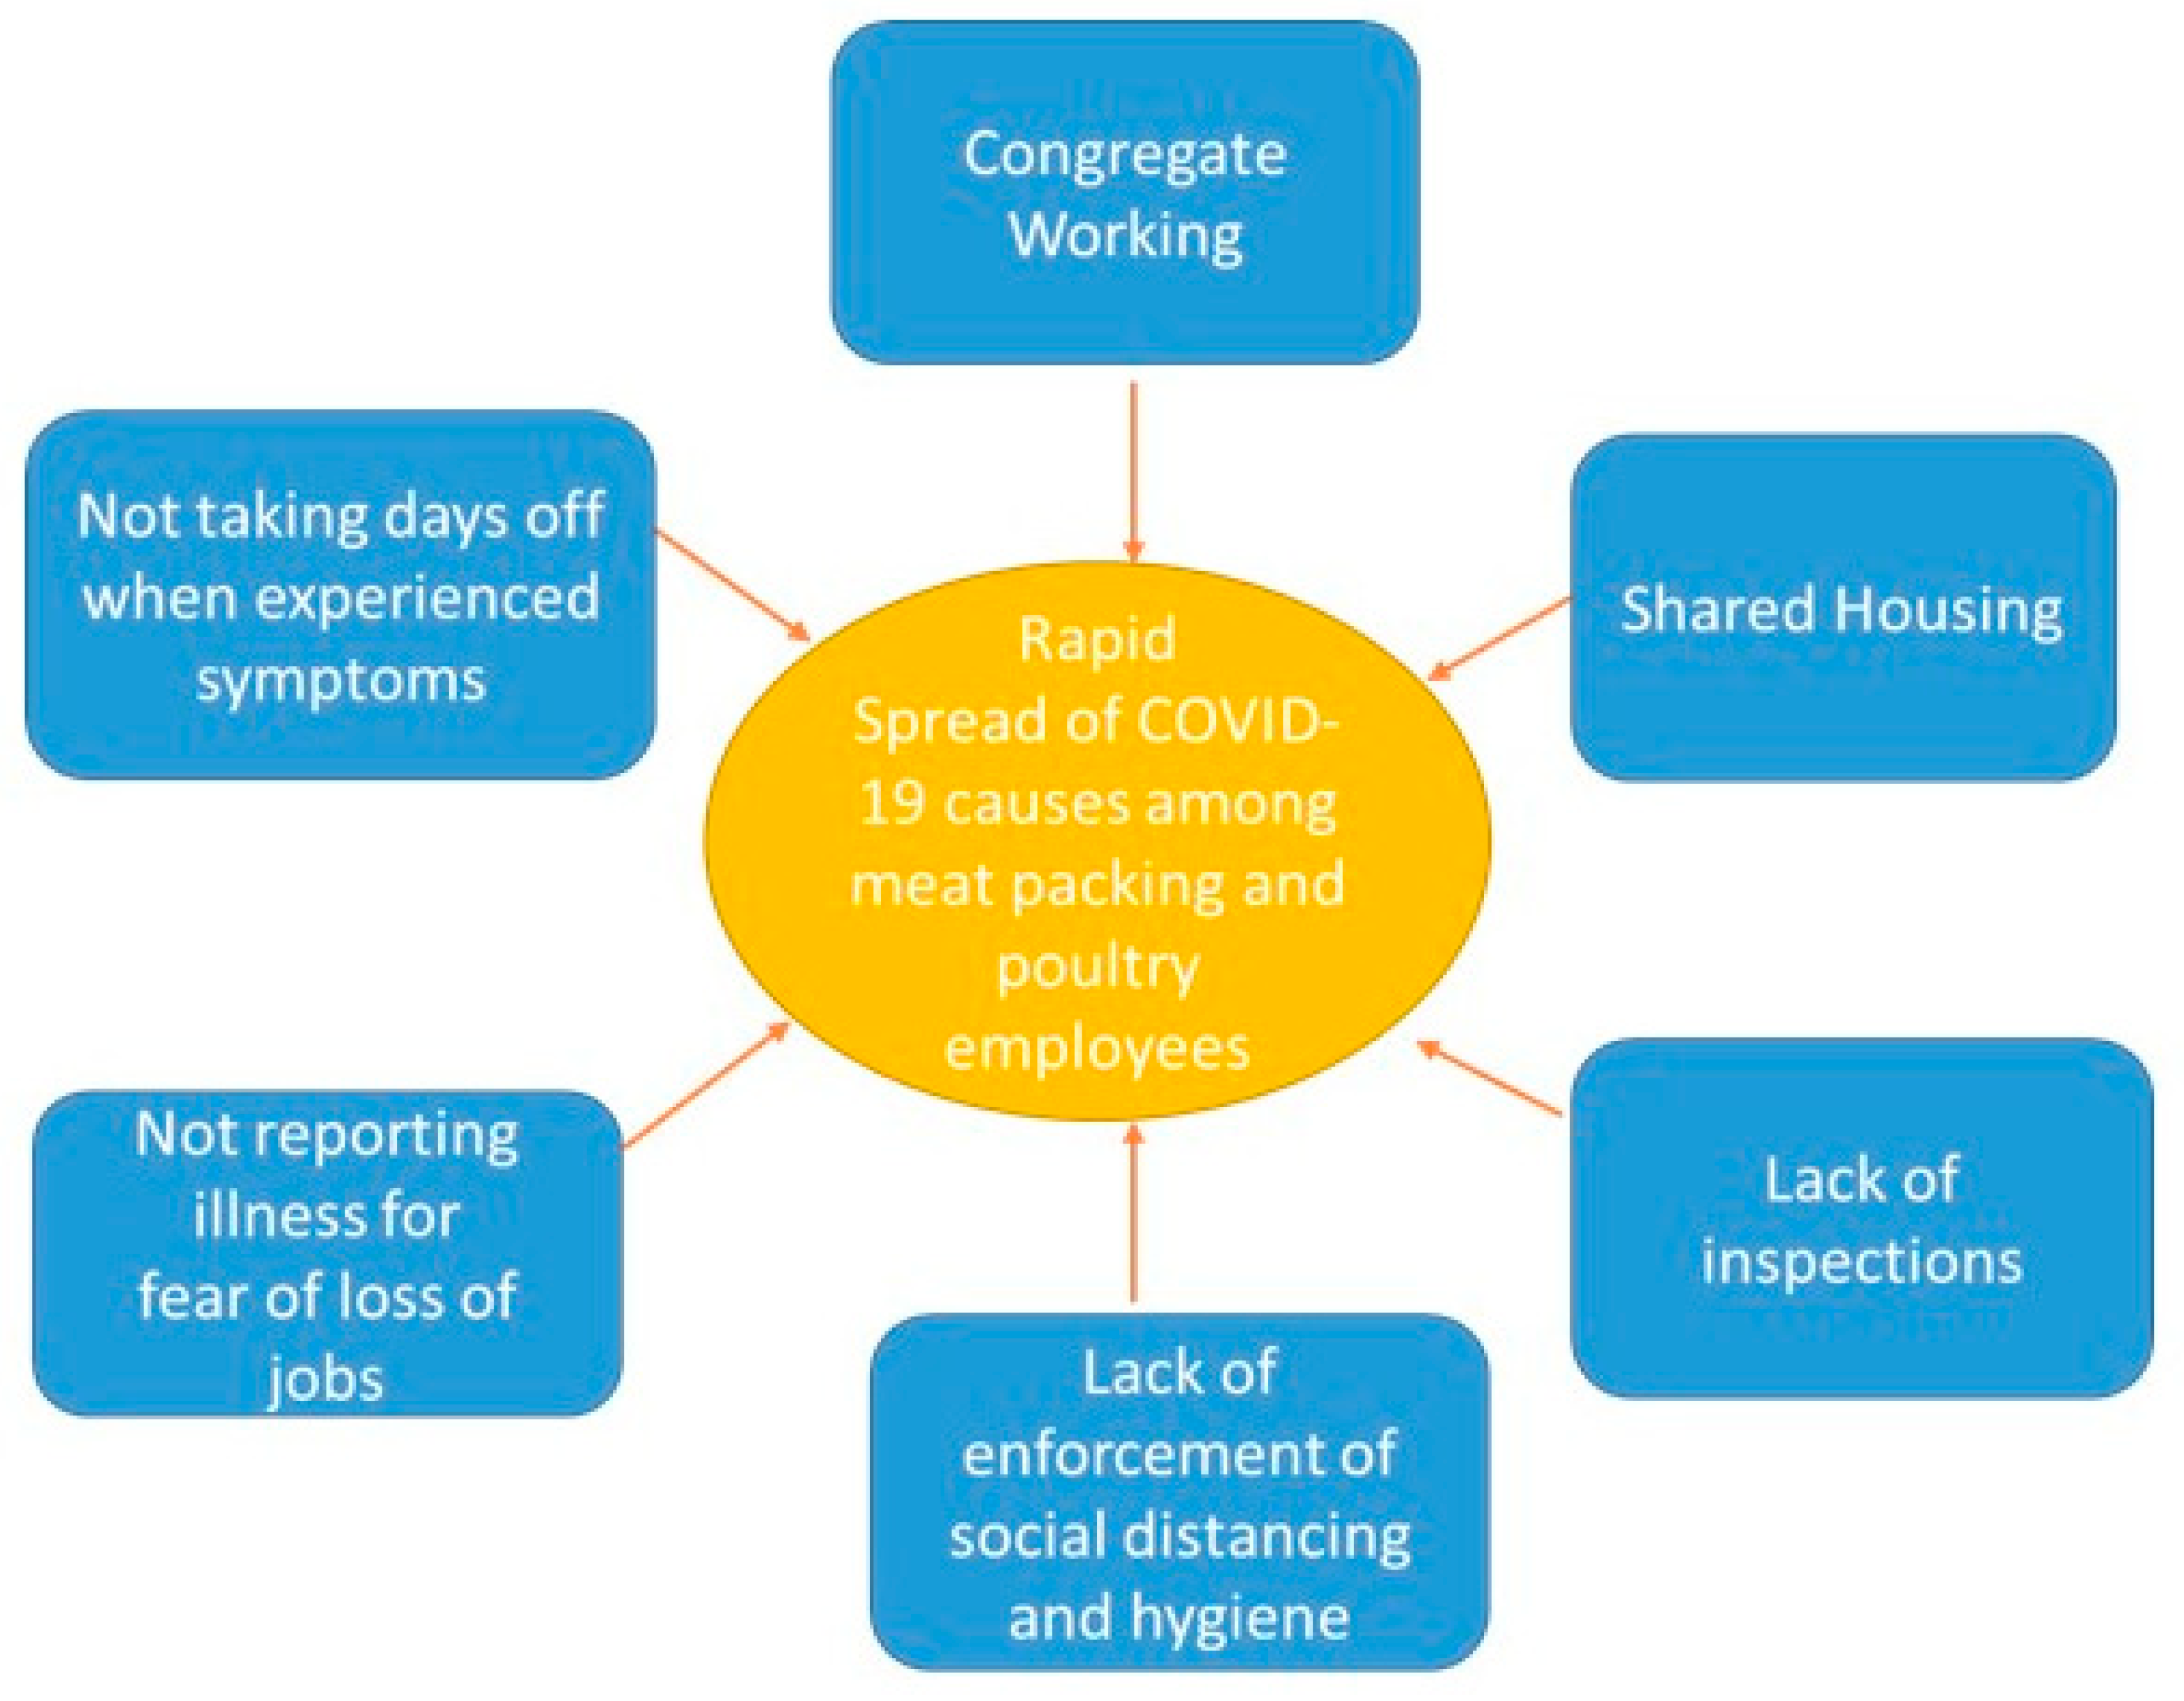 Congregate
Working
Not taking days off
when experienced
symptoms
Shared Housing
Rapid
Spread of COVID-
19 causes among
meat packing and
poultry
employees
Not reporting
illness for
fear of loss of
jobs
Lack of
inspections
Lack of
enforcement of
social distancing
and hygiene